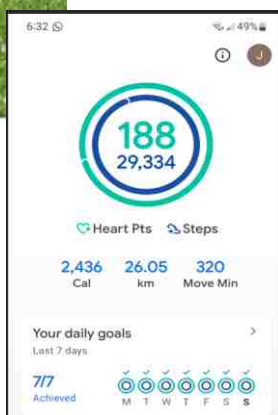 6:32 49%
J
188
29,334
Heart Pts Steps
2,436 26.05 320
Cal km Move Min
Your daily goals
Last 7 days
7/7
Achieved
M T W T F S S